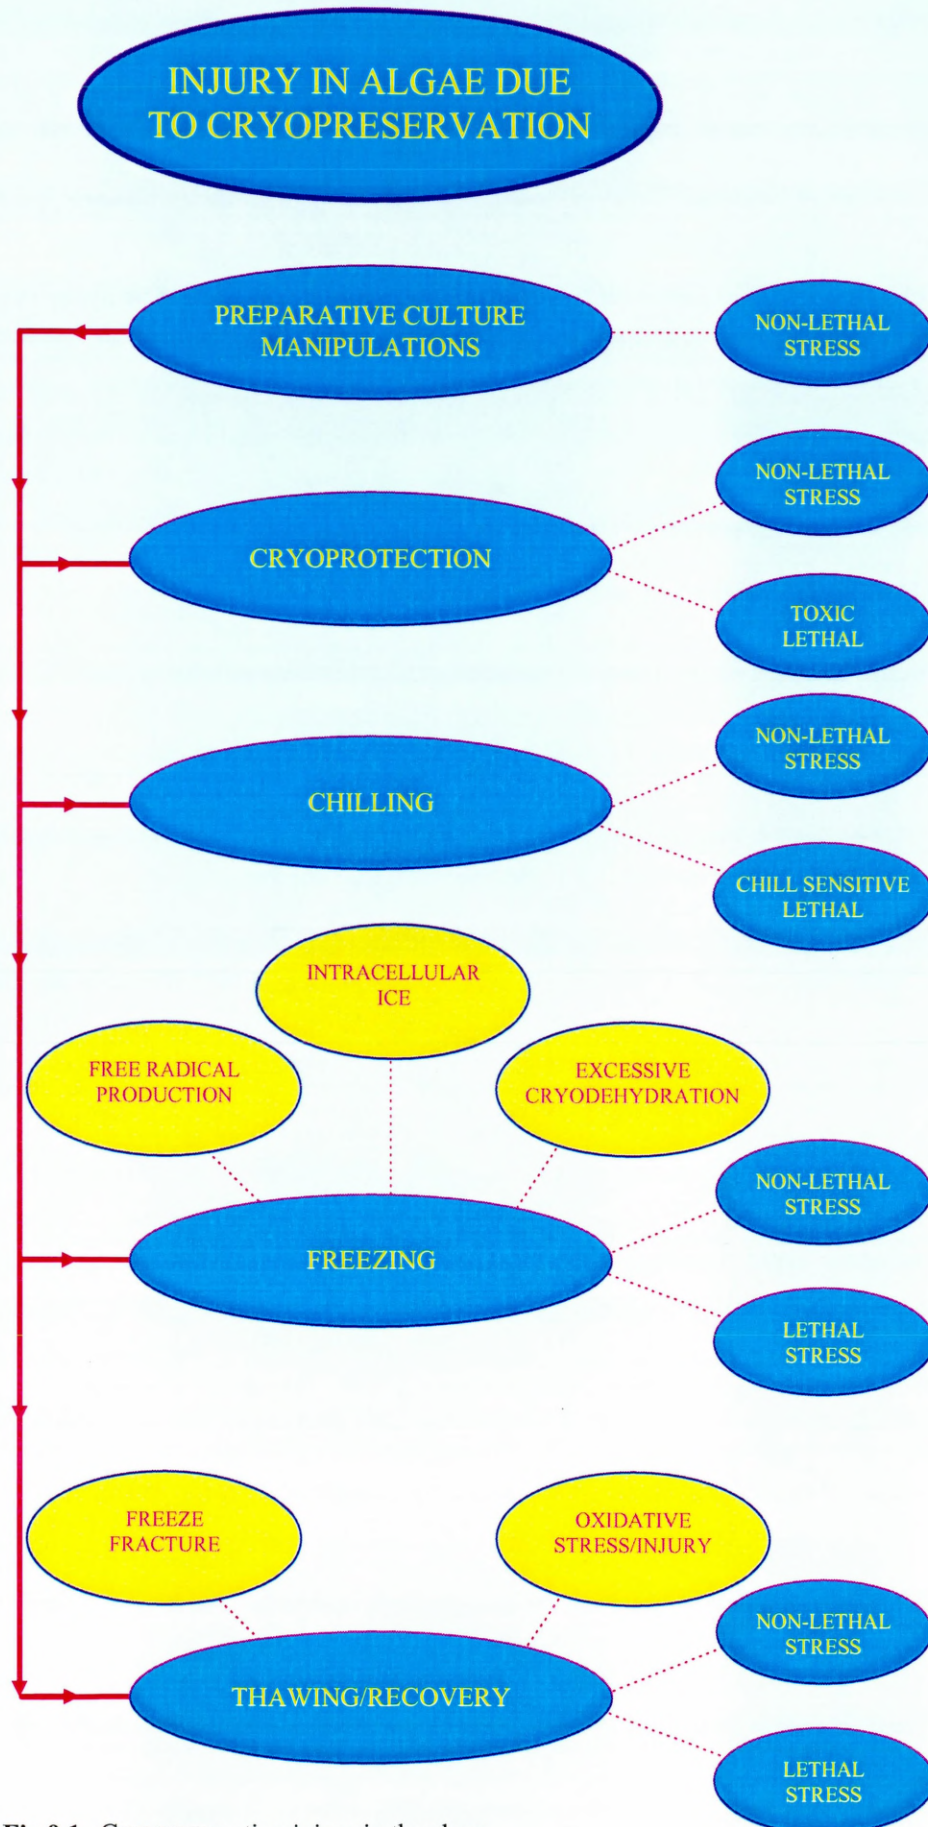 INJURY IN ALGAE DUE
TO CRYOPRESERVATION
PREPARATIVE CULTURE
MANIPULATIONS
NON-LETHAL
STRESS
CRYOPROTECTION
NON-LETHAL
STRESS
TOXIC
LETHAL
CHILLING
NON-LETHAL
STRESS
CHILL SENSITIVE
LETHAL
INTRACELLULAR
ICE
FREE RADICAL
PRODUCTION
EXCESSIVE
CRYODEHYDRATION
FREEZING
NON-LETHAL
STRESS
LETHAL
STRESS
FREEZE
FRACTURE
OXIDATIVE
STRESS/INJURY
THAWING/RECOVERY
NON-LETHAL
STRESS
LETHAL
STRESS